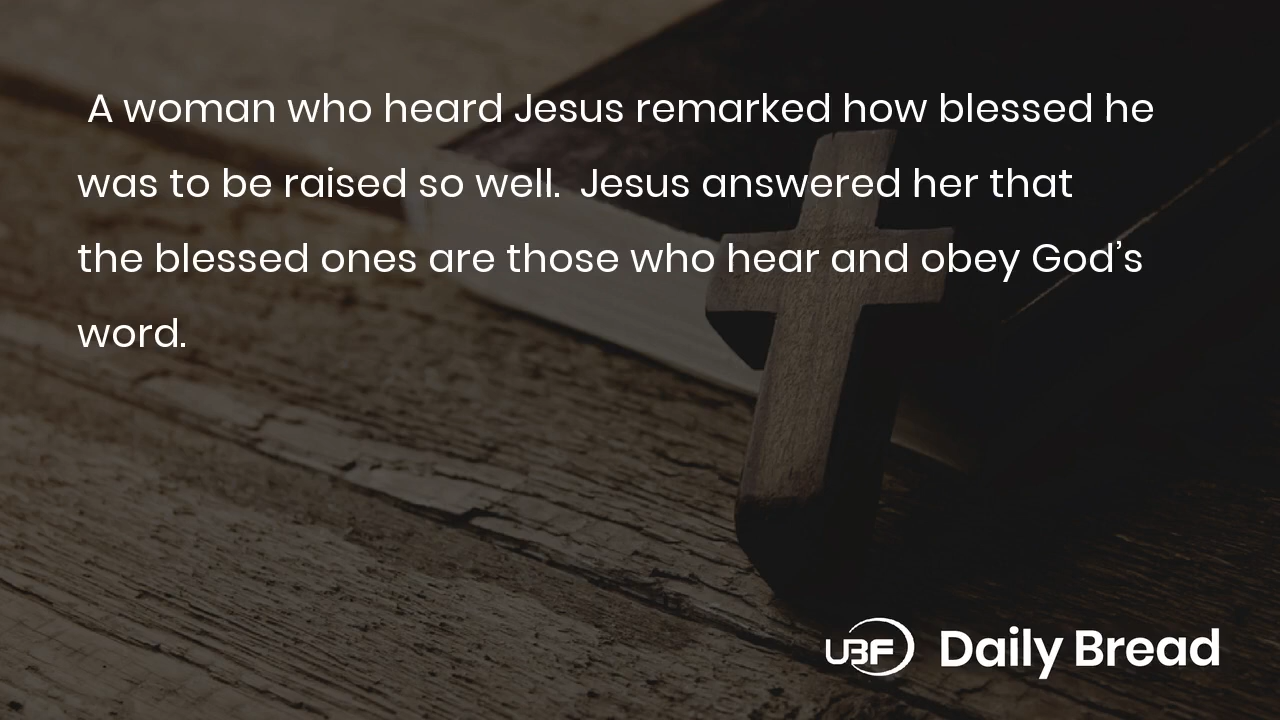 A woman who heard Jesus remarked how blessed he
was to be raised so well.  Jesus answered her that
the blessed ones are those who hear and obey God’s
word.
UBF Daily Bread